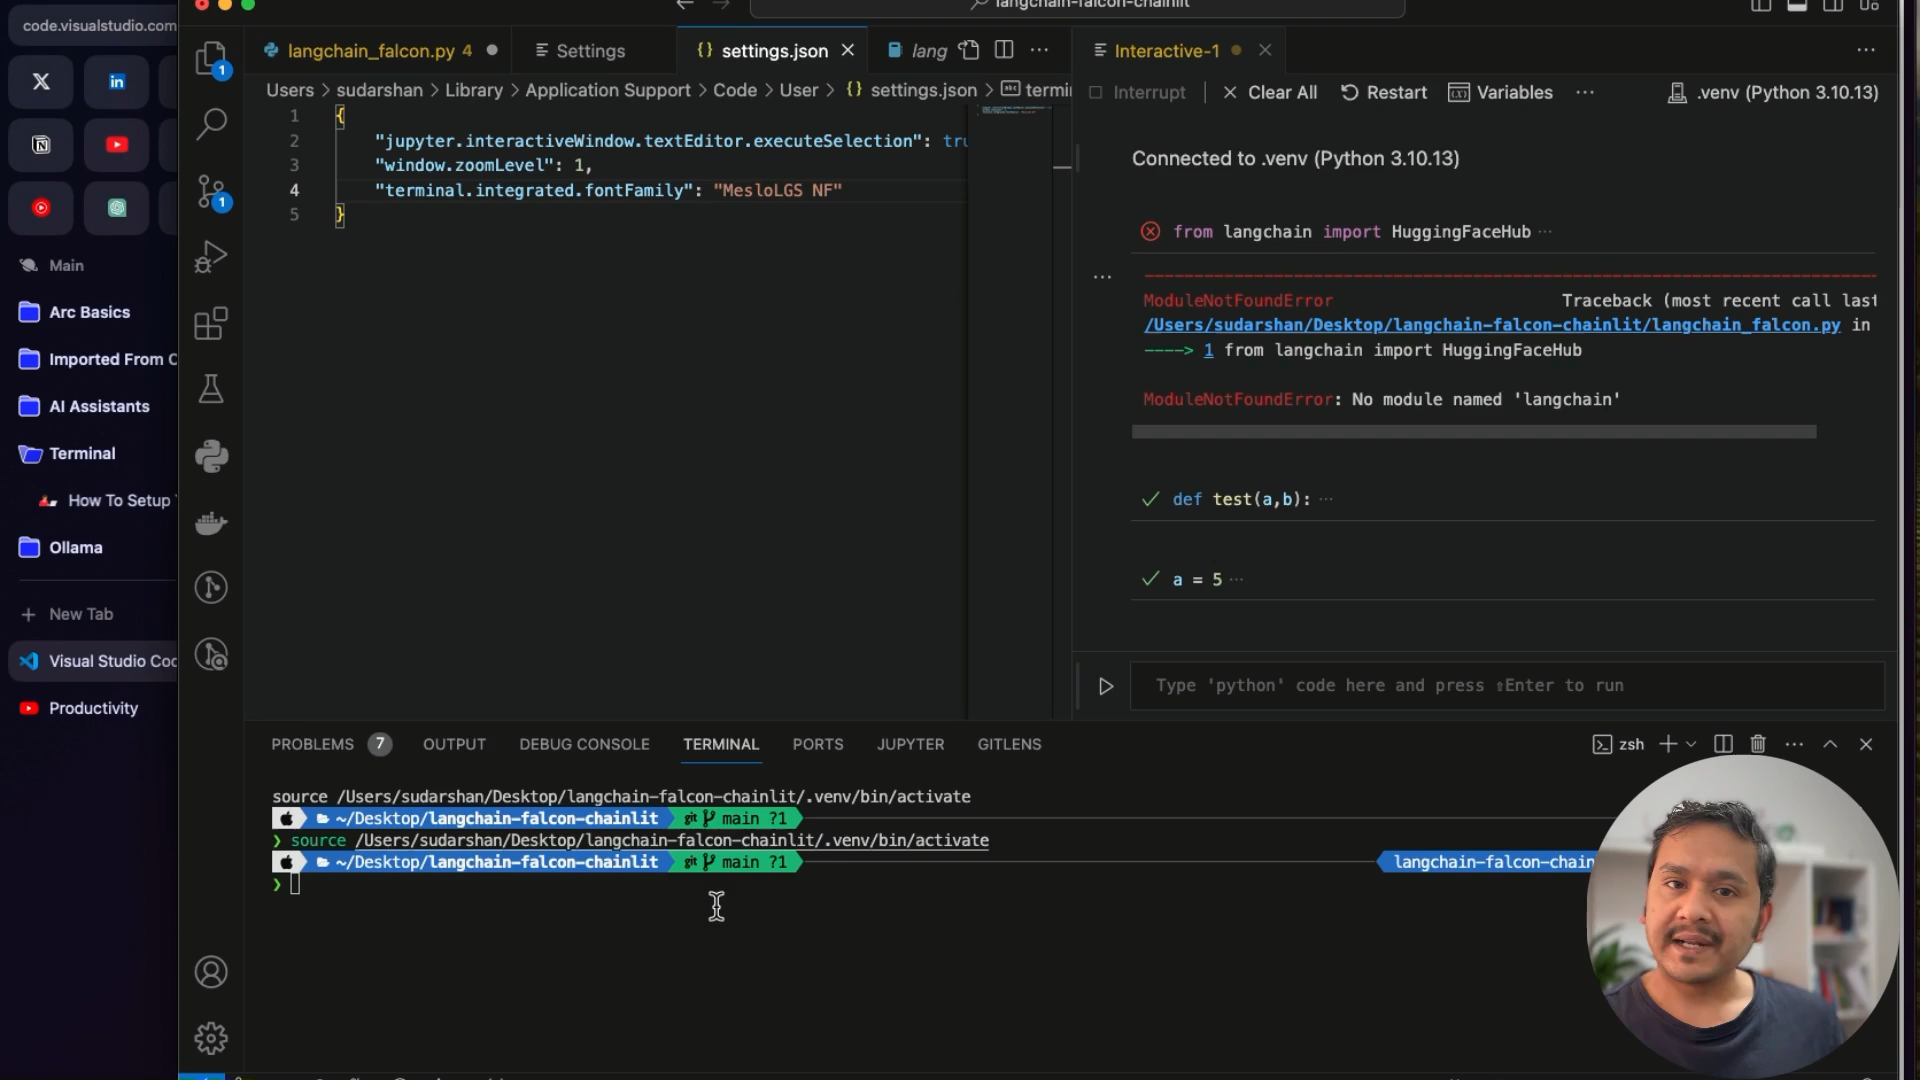 code.visualstudio.com
Main
Arc Basics
Imported From C
AI Assistants
Terminal
How To Setup
Ollama
New Tab
Visual Studio Coc
Productivity
langchain-falcon-chainlit
langchain_falcon.py 4
Settings
{} settings.json
lang
Interactive-1
Users > sudarshan > Library > Application Support > Code > User > {} settings.json > termi
Interrupt
Clear All
Restart
Variables
.venv (Python 3.10.13)
1 {
2 "jupyter.interactiveWindow.textEditor.executeSelection": tru
3 "window.zoomLevel": 1,
4 "terminal.integrated.fontFamily": "MesloLGS NF"
5 }
Connected to .venv (Python 3.10.13)
from langchain import HuggingFaceHub ...
ModuleNotFoundError Traceback (most recent call last
/Users/sudarshan/Desktop/langchain-falcon-chainlit/langchain_falcon.py in
----> 1 from langchain import HuggingFaceHub
ModuleNotFoundError: No module named 'langchain'
def test(a,b): ...
a = 5 ...
Type 'python' code here and press ⇧Enter to run
PROBLEMS 7 OUTPUT DEBUG CONSOLE TERMINAL PORTS JUPYTER GITLENS
zsh
source /Users/sudarshan/Desktop/langchain-falcon-chainlit/.venv/bin/activate
~/Desktop/langchain-falcon-chainlit git main ?1
❯ source /Users/sudarshan/Desktop/langchain-falcon-chainlit/.venv/bin/activate
~/Desktop/langchain-falcon-chainlit git main ?1
langchain-falcon-chain
❯